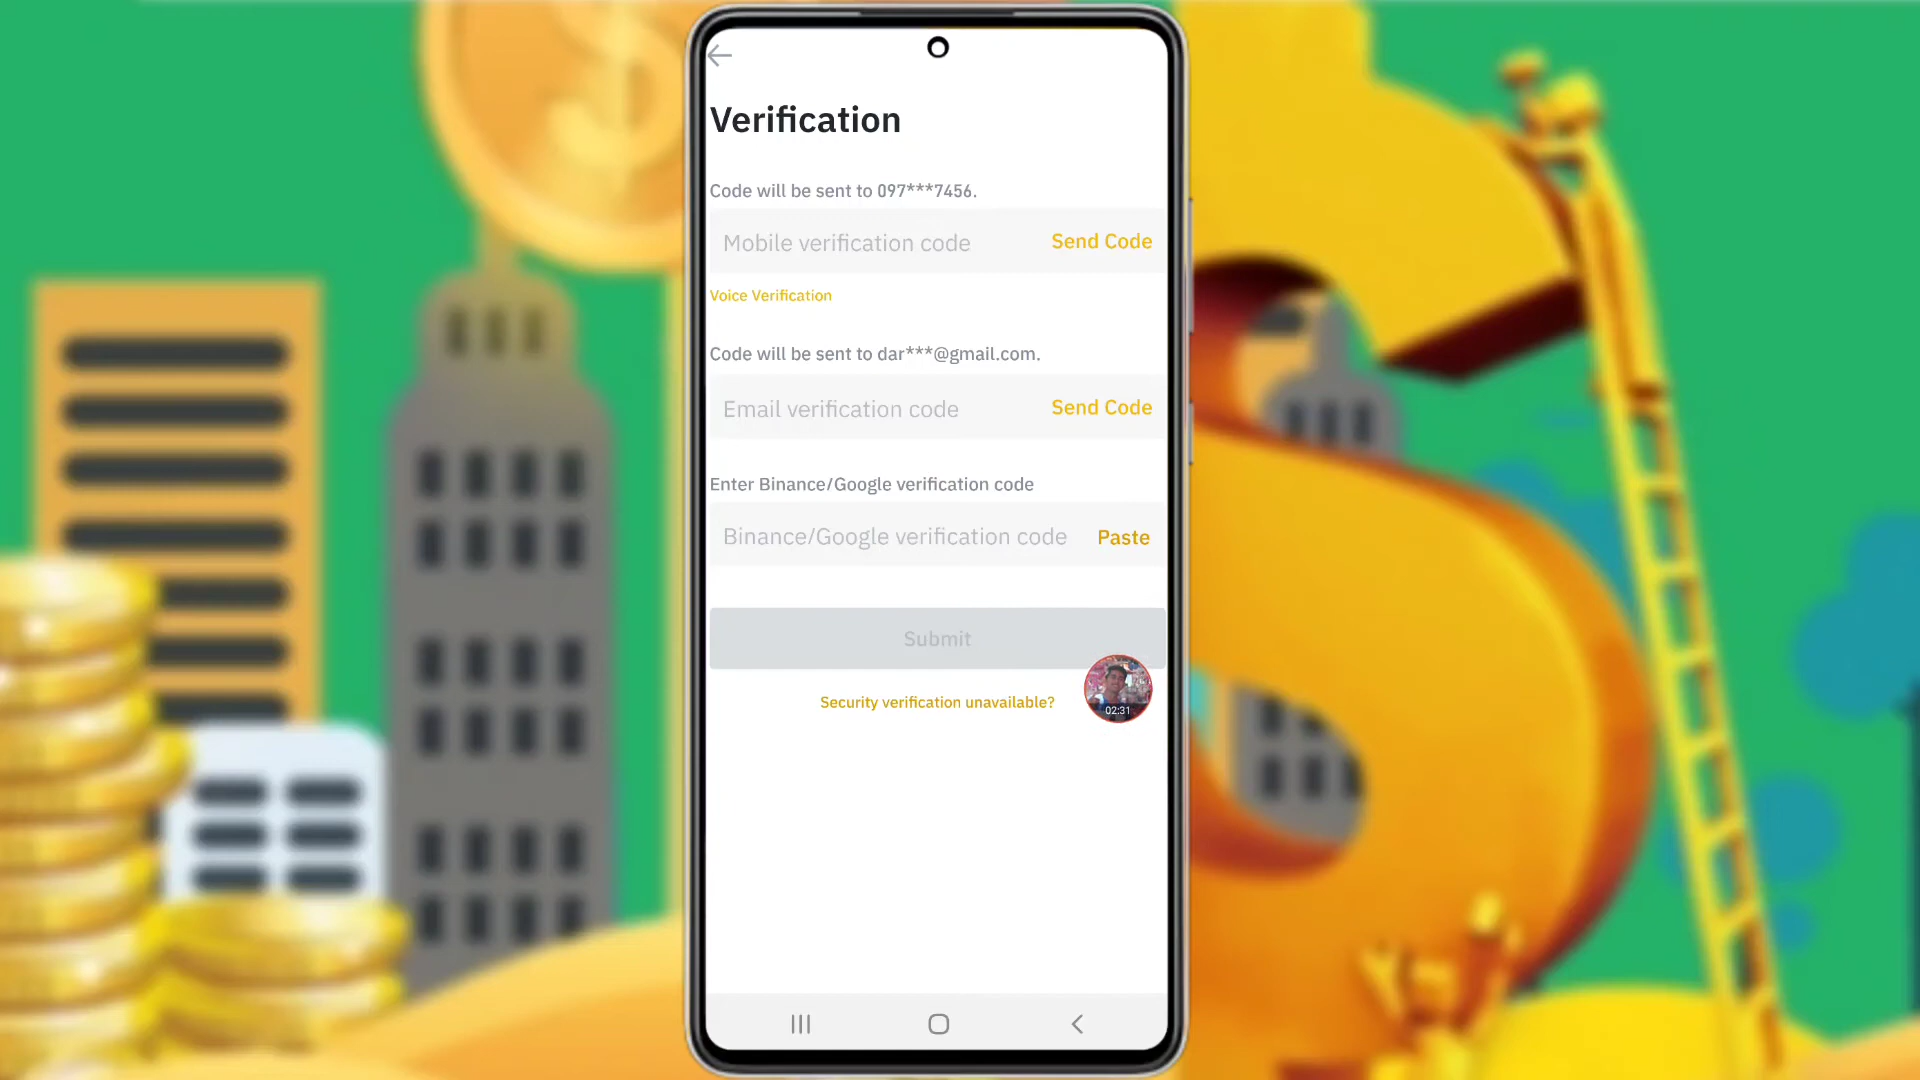 Verification
Code will be sent to 097***7456.
Mobile verification code Send Code
Voice Verification
Code will be sent to dar***@gmail.com.
Email verification code Send Code
Enter Binance/Google verification code
Binance/Google verification code Paste
Submit
Security verification unavailable?
02:31